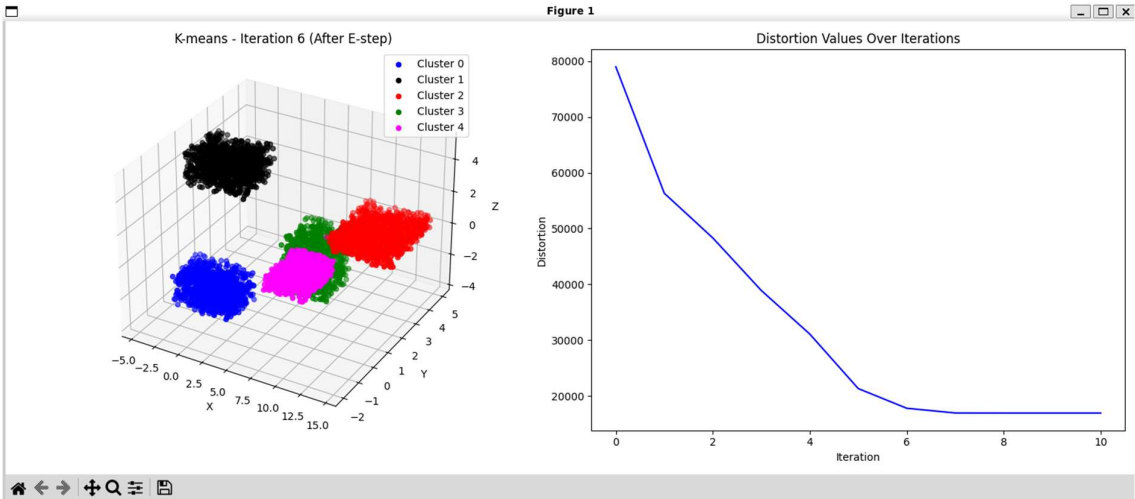 Figure 1
K-means - Iteration 6 (After E-step)
Cluster 0
Cluster 1
Cluster 2
Cluster 3
Cluster 4
4
2
0
−2
−4
Z
−5.0
−2.5
0.0
2.5
5.0
7.5
10.0
12.5
15.0
X
−2
−1
0
1
2
3
4
5
Y
Distortion Values Over Iterations
80000
70000
60000
50000
40000
30000
20000
Distortion
0 2 4 6 8 10
Iteration